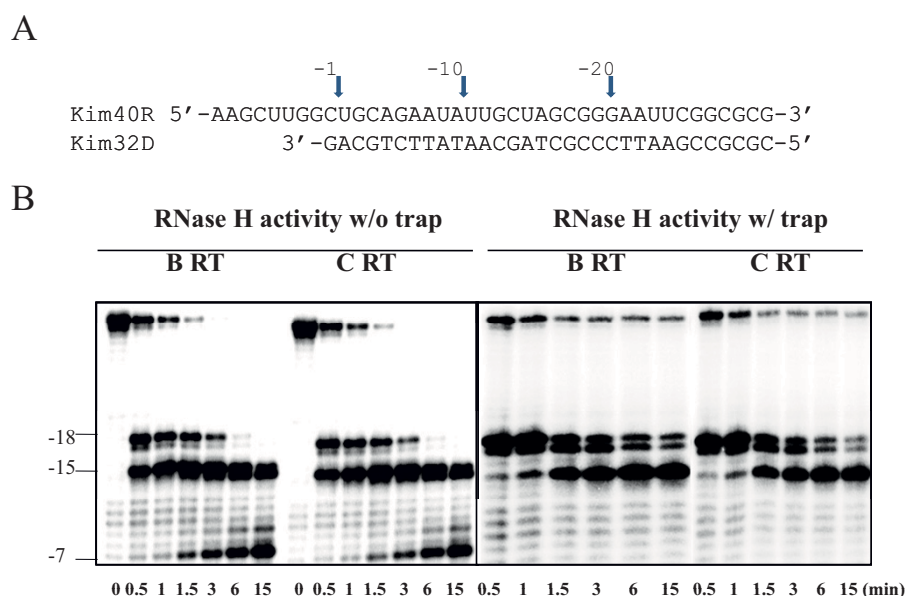 A
-1 -10 -20
Kim40R 5'-AAGCUUGGCUGCAGAAUAUUGCUAGCGGGAAUUCGGCGCG-3'
Kim32D 3'-GACGTCTTATAACGATCGCCCTTAAGCCGCGC-5'
B
RNase H activity w/o trap RNase H activity w/ trap
B RT C RT B RT C RT
-18
-15
-7
0 0.5 1 1.5 3 6 15 0 0.5 1 1.5 3 6 15 0.5 1 1.5 3 6 15 0.5 1 1.5 3 6 15 (min)